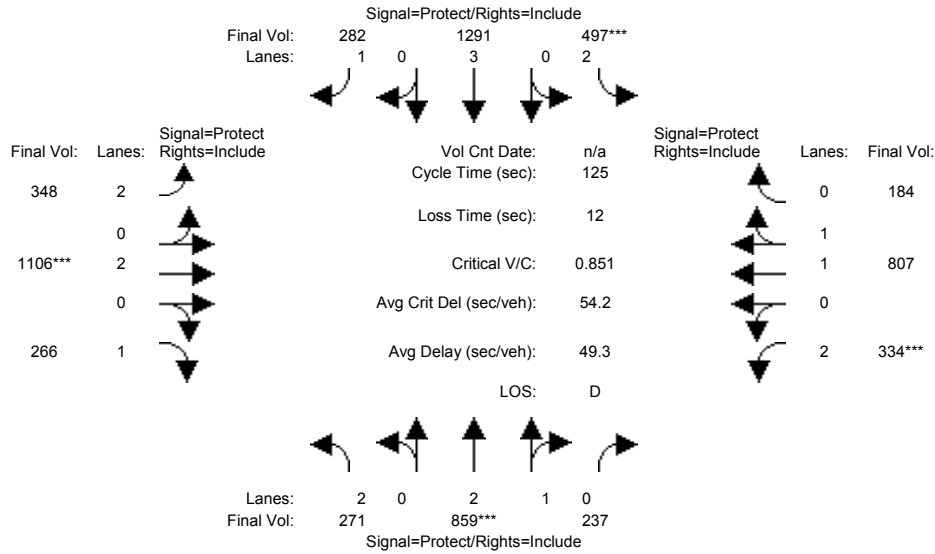 Signal=Protect/Rights=Include
Final Vol: 282 1291 497***
Lanes: 1 0 3 0 2
Signal=Protect Signal=Protect
Final Vol: Lanes: Rights=Include Vol Cnt Date: n/a Rights=Include Lanes: Final Vol:
Cycle Time (sec): 125
348 2 0 184
Loss Time (sec): 12
0 1
1106*** 2 Critical V/C: 0.851 1 807
0 Avg Crit Del (sec/veh): 54.2 0
266 1 Avg Delay (sec/veh): 49.3 2 334***
LOS: D
Lanes: 2 0 2 1 0
Final Vol: 271 859*** 237
Signal=Protect/Rights=Include